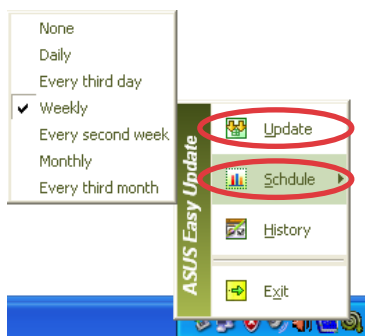 None
Daily
Every third day
Weekly
Every second week
Monthly
Every third month
ASUS Easy Update
Update
Schdule
History
Exit